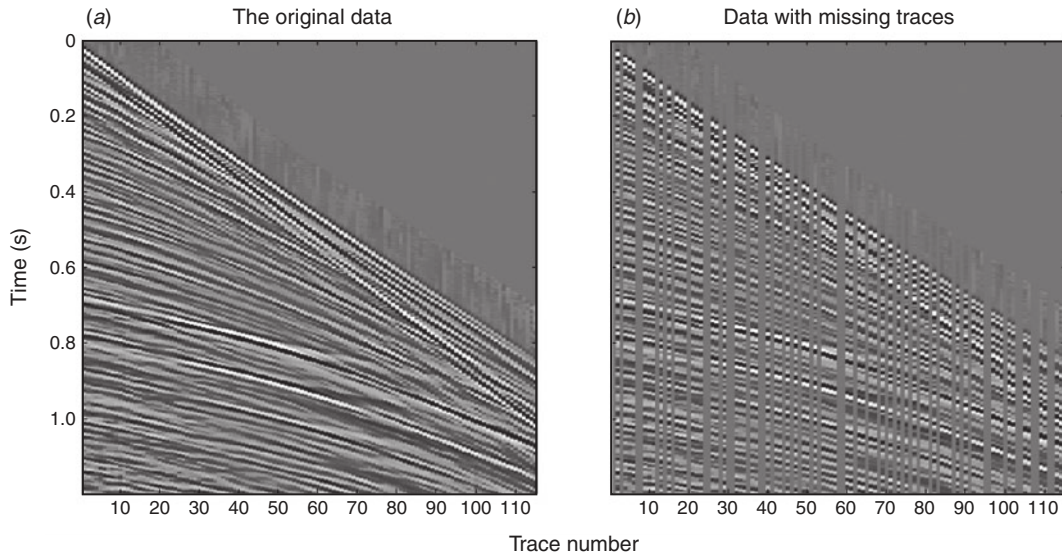 (a) The original data
(b) Data with missing traces
0
0.2
0.4
0.6
0.8
1.0
Time (s)
10 20 30 40 50 60 70 80 90 100 110
10 20 30 40 50 60 70 80 90 100 110
Trace number